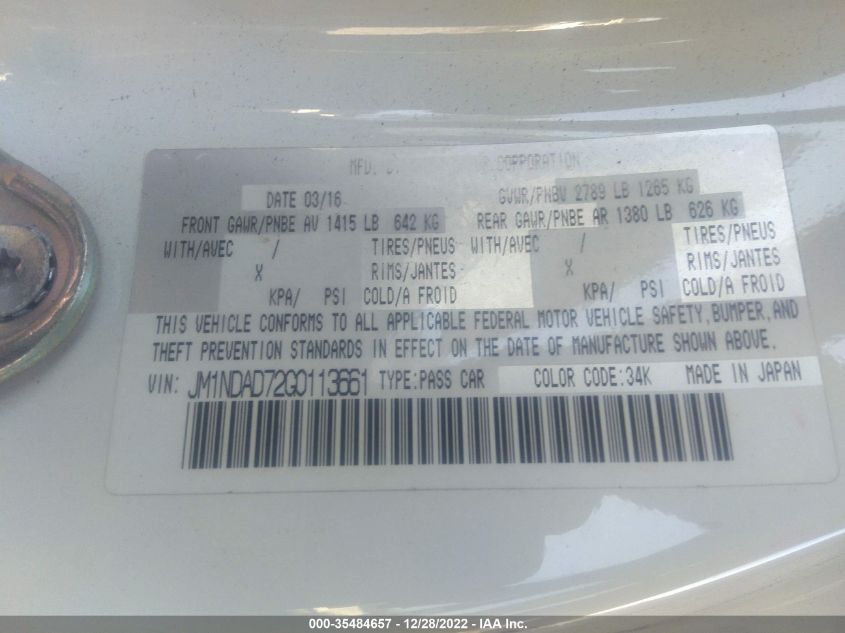 MFD. CORPORATION
DATE 03/16 GVWR/PNBV 2789 LB 1265 KG
FRONT GAWR/PNBE AV 1415 LB 642 KG REAR GAWR/PNBE AR 1380 LB 626 KG
WITH/AVEC / TIRES/PNEUS WITH/AVEC / TIRES/PNEUS
X RIMS/JANTES X RIMS/JANTES
KPA/ PSI COLD/A FROID KPA/ PSI COLD/A FROID
THIS VEHICLE CONFORMS TO ALL APPLICABLE FEDERAL MOTOR VEHICLE SAFETY, BUMPER, AND
THEFT PREVENTION STANDARDS IN EFFECT ON THE DATE OF MANUFACTURE SHOWN ABOVE.
VIN: JM1NDAD72G0113661 TYPE:PASS CAR COLOR CODE:34K MADE IN JAPAN
000-35484657 - 12/28/2022 - IAA Inc.